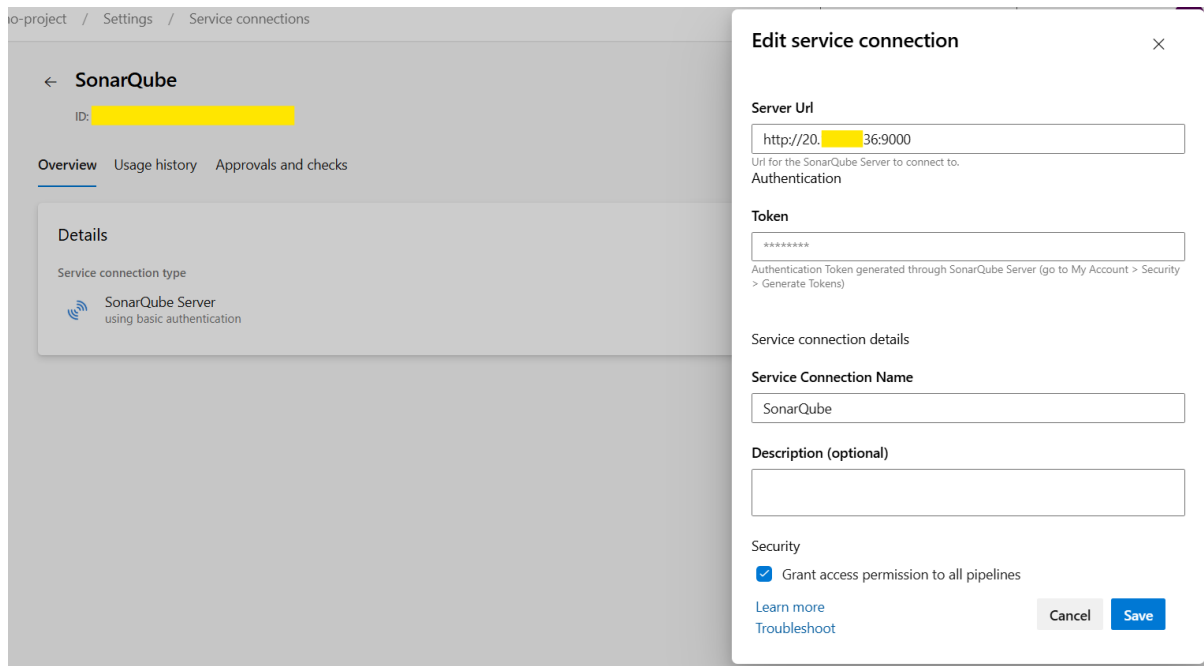 no-project / Settings / Service connections
SonarQube
ID:
Overview Usage history Approvals and checks
Details
Service connection type
SonarQube Server
using basic authentication
Edit service connection
Server Url
http://20. 36:9000
Url for the SonarQube Server to connect to.
Authentication
Token
********
Authentication Token generated through SonarQube Server (go to My Account > Security
> Generate Tokens)
Service connection details
Service Connection Name
SonarQube
Description (optional)
Security
Grant access permission to all pipelines
Learn more
Troubleshoot
Cancel Save